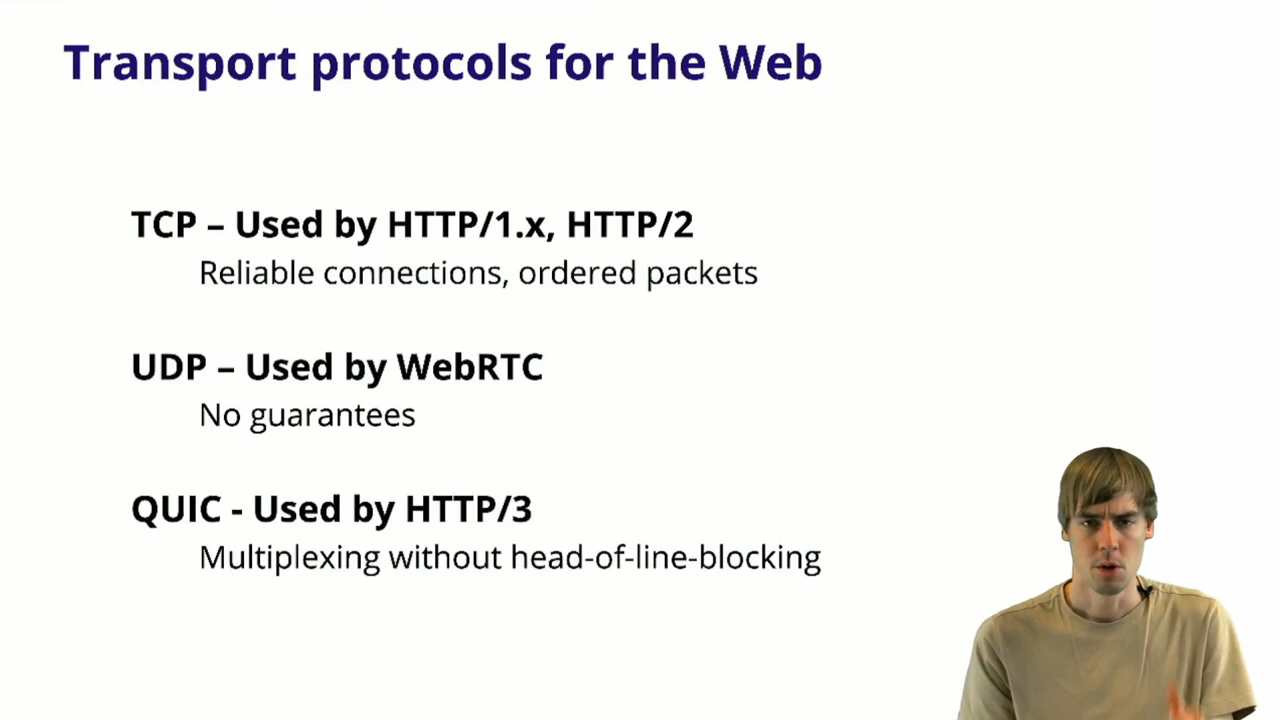 Transport protocols for the Web
TCP – Used by HTTP/1.x, HTTP/2
Reliable connections, ordered packets
UDP – Used by WebRTC
No guarantees
QUIC - Used by HTTP/3
Multiplexing without head-of-line-blocking